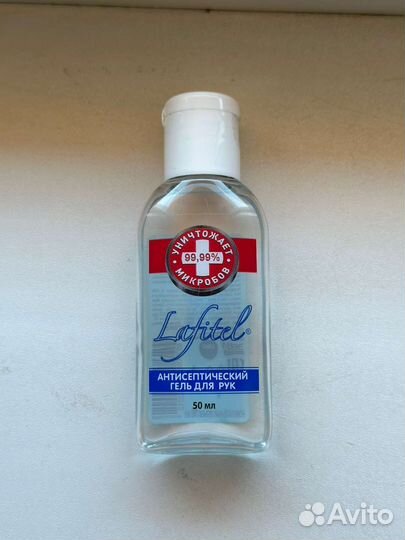 УНИЧТОЖАЕТ
99,99%
МИКРОБОВ
Lafitel®
АНТИСЕПТИЧЕСКИЙ
ГЕЛЬ ДЛЯ РУК
50 мл
Avito